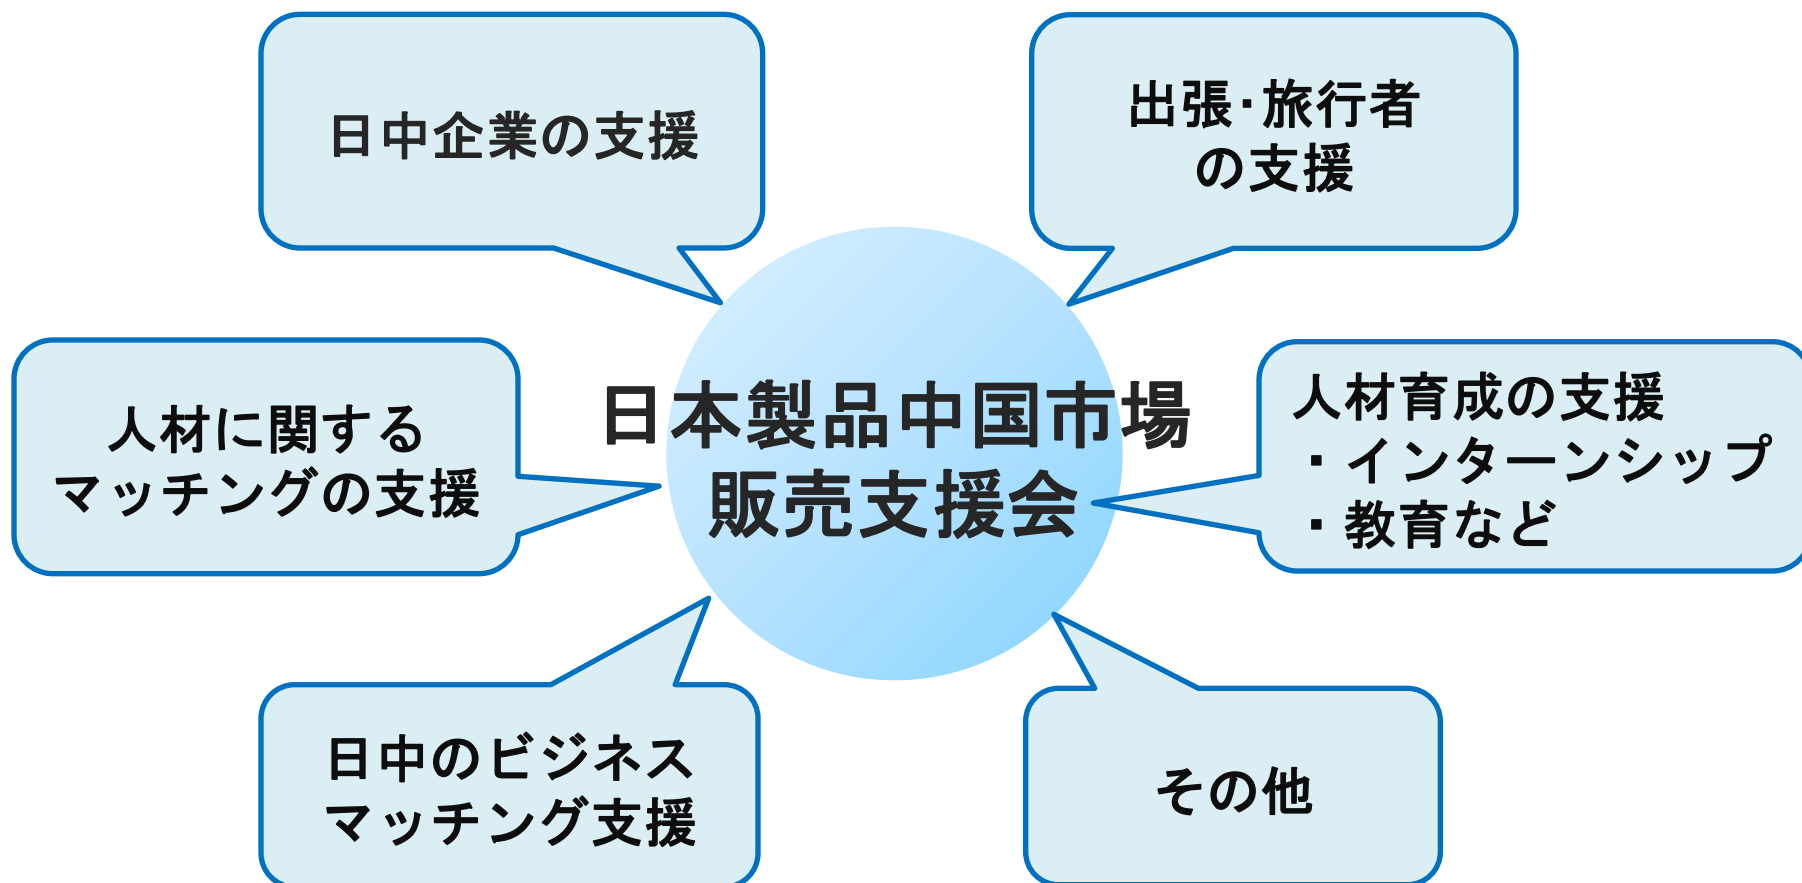 日中企業の支援
出張･旅行者
の支援
日本製品中国市場
販売支援会
人材に関する
マッチングの支援
人材育成の支援
・インターンシップ
・教育など
日中のビジネス
マッチング支援
その他